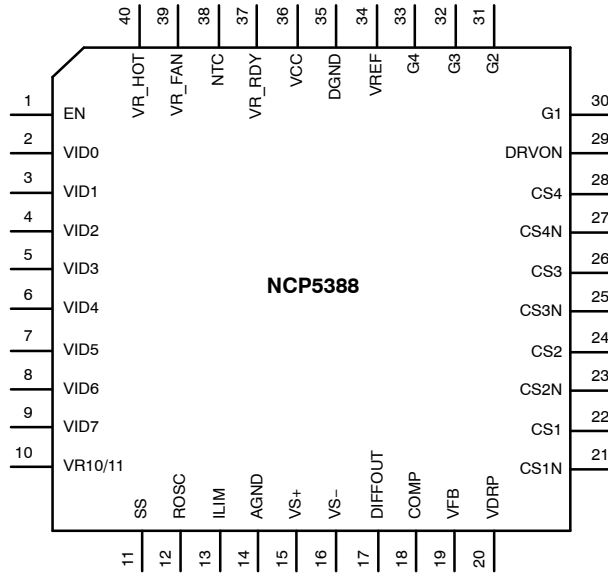 40 39 38 37 36 35 34 33 32 31
VR_HOT VR_FAN NTC VR_RDY VCC DGND VREF G4 G3 G2
1 EN G1 30
2 VID0 DRVON 29
3 VID1 CS4 28
4 VID2 CS4N 27
5 VID3 CS3 26
NCP5388
6 VID4 CS3N 25
7 VID5 CS2 24
8 VID6 CS2N 23
9 VID7 CS1 22
10 VR10/11 CS1N 21
SS ROSC ILIM AGND VS+ VS− DIFFOUT COMP VFB VDRP
11 12 13 14 15 16 17 18 19 20